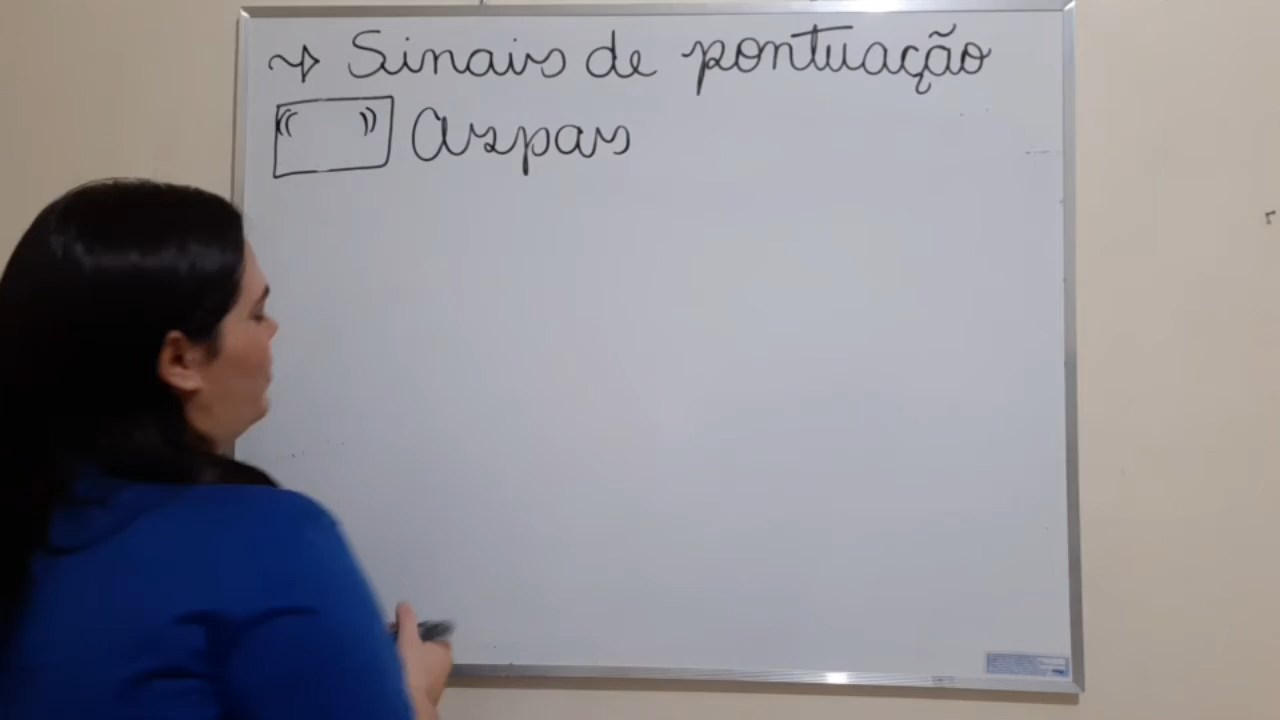 → Sinais de pontuação
(( )) Aspas